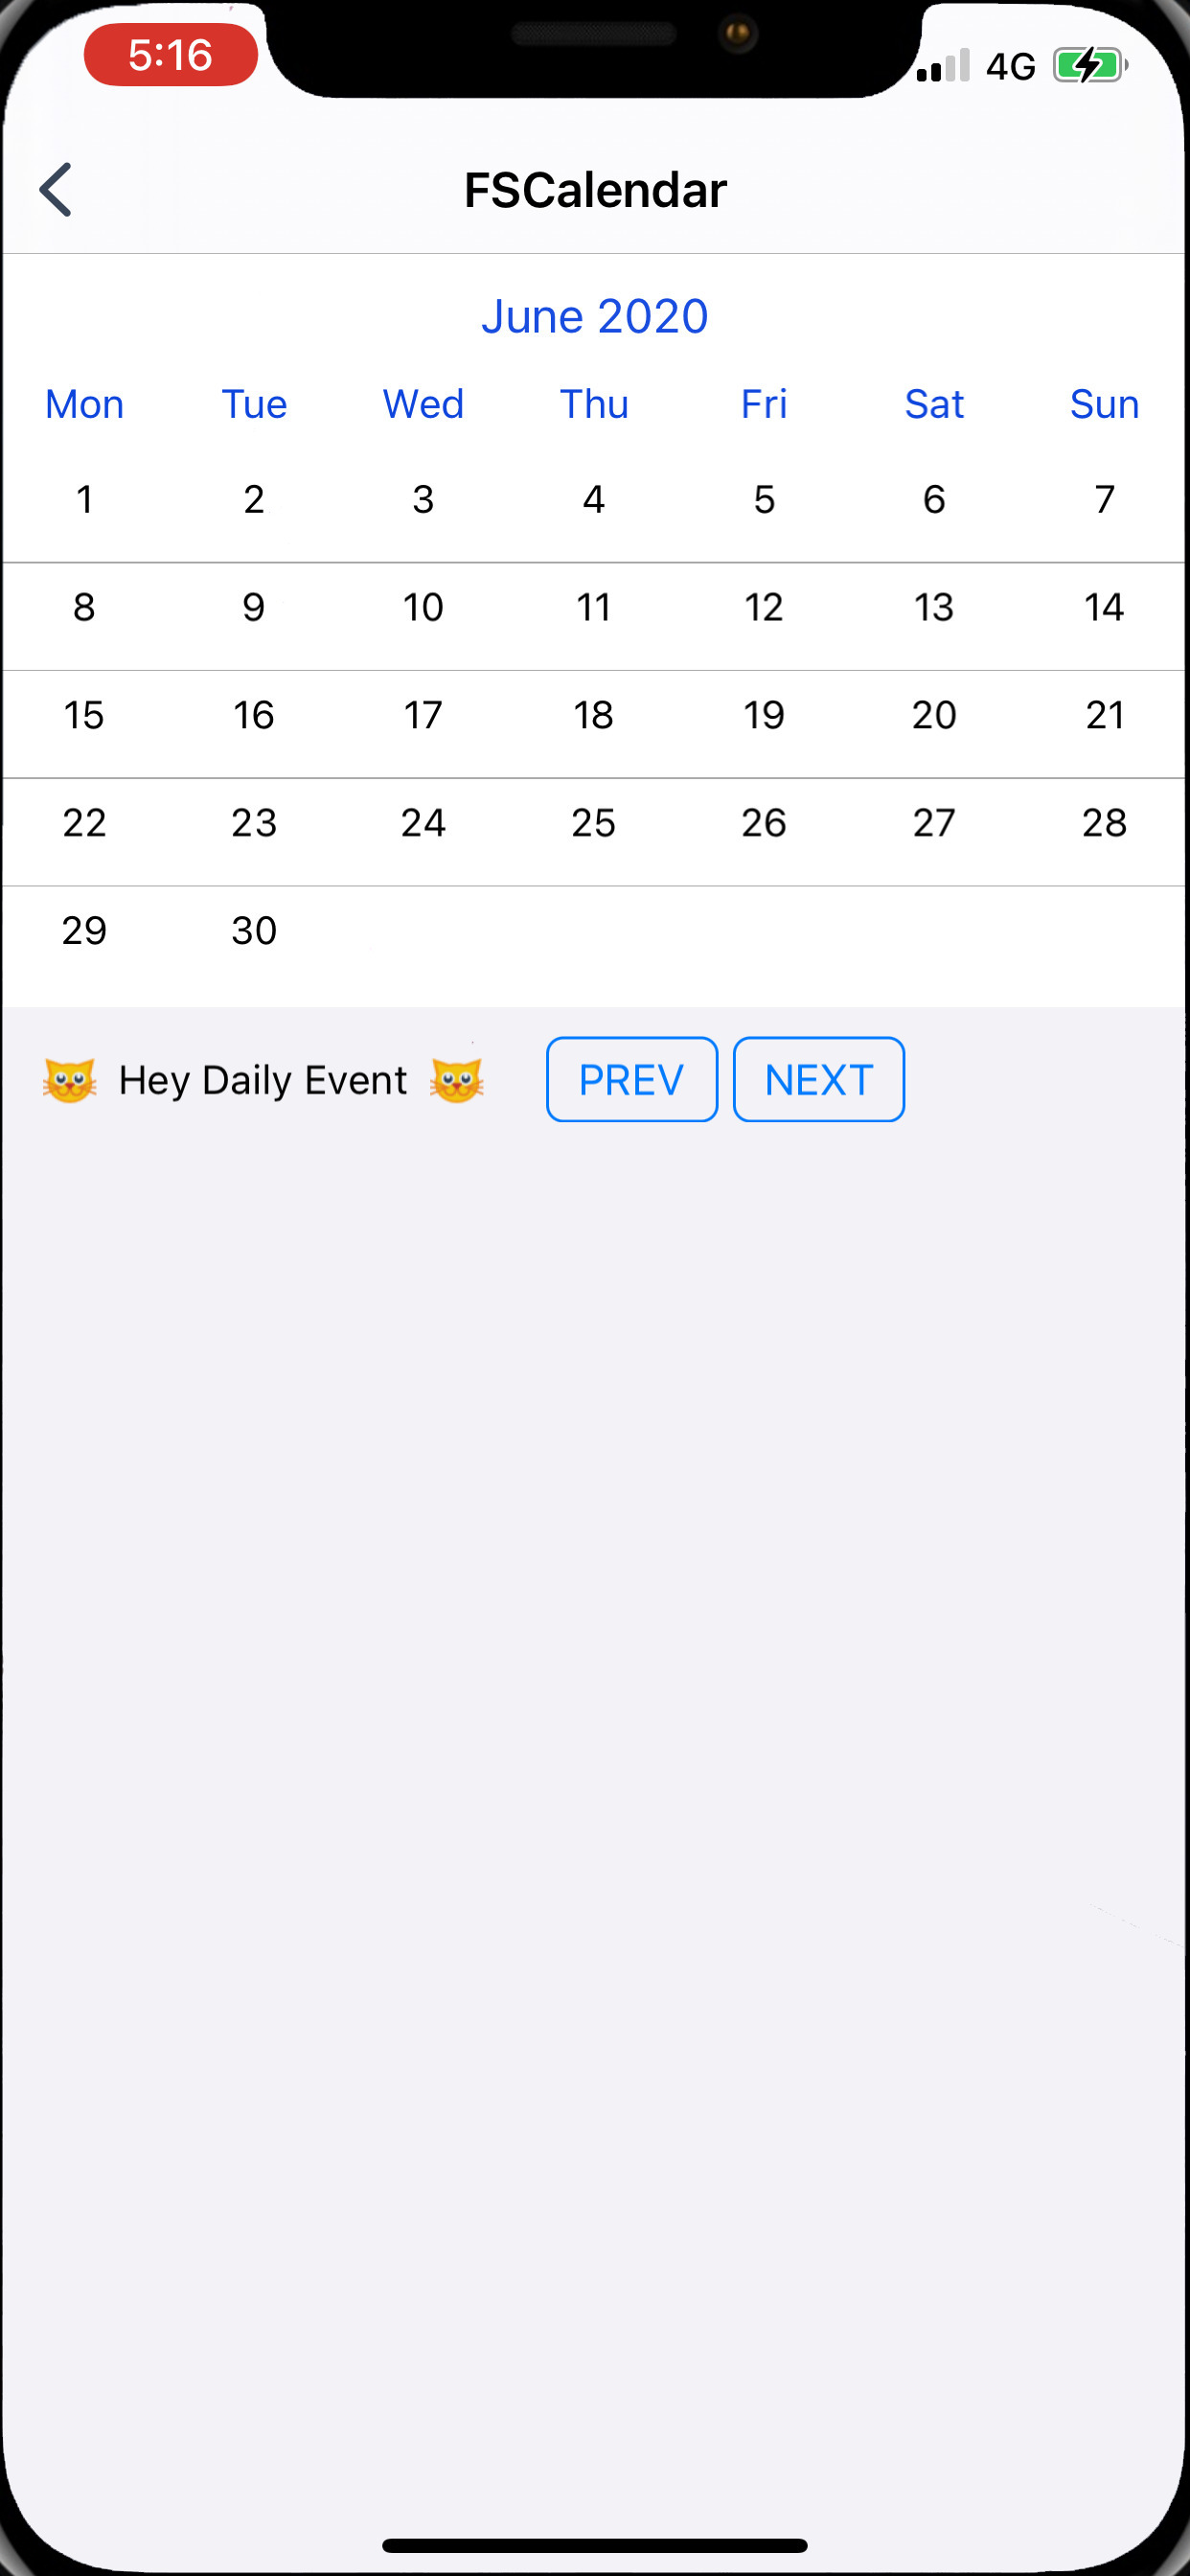 5:16 4G
FSCalendar
June 2020
Mon Tue Wed Thu Fri Sat Sun
1 2 3 4 5 6 7
8 9 10 11 12 13 14
15 16 17 18 19 20 21
22 23 24 25 26 27 28
29 30
🐱 Hey Daily Event 🐱 PREV NEXT